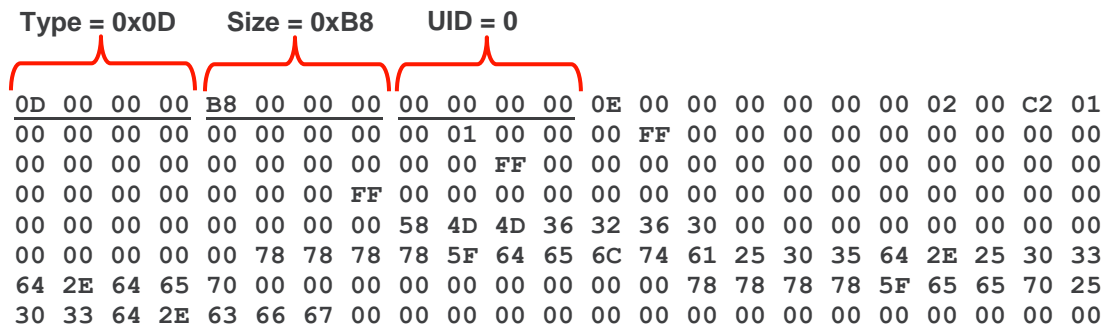 Type = 0x0D Size = 0xB8 UID = 0
0D 00 00 00 B8 00 00 00 00 00 00 00 0E 00 00 00 00 00 00 02 00 C2 01
00 00 00 00 00 00 00 00 00 01 00 00 00 FF 00 00 00 00 00 00 00 00 00
00 00 00 00 00 00 00 00 00 00 FF 00 00 00 00 00 00 00 00 00 00 00 00
00 00 00 00 00 00 00 FF 00 00 00 00 00 00 00 00 00 00 00 00 00 00 00
00 00 00 00 00 00 00 00 58 4D 4D 36 32 36 30 00 00 00 00 00 00 00 00
00 00 00 00 00 78 78 78 78 5F 64 65 6C 74 61 25 30 35 64 2E 25 30 33
64 2E 64 65 70 00 00 00 00 00 00 00 00 00 78 78 78 78 5F 65 65 70 25
30 33 64 2E 63 66 67 00 00 00 00 00 00 00 00 00 00 00 00 00 00 00 00